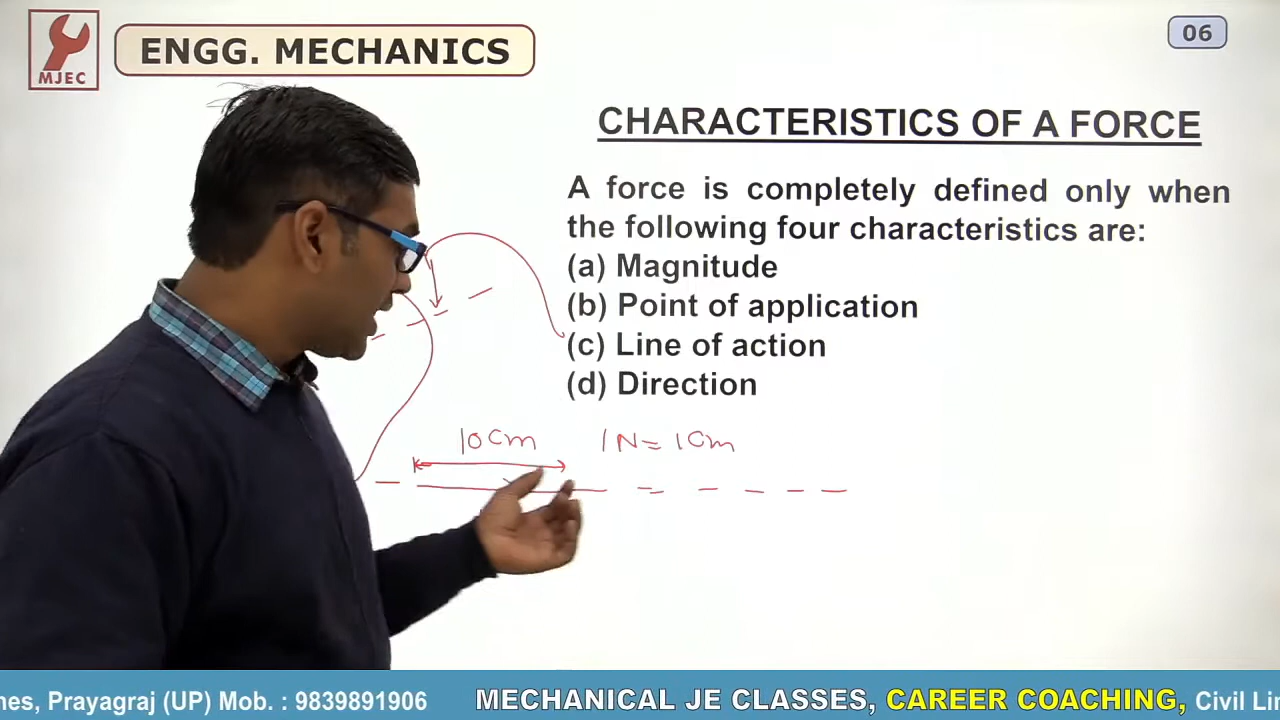 MJEC
ENGG. MECHANICS
06
CHARACTERISTICS OF A FORCE
A force is completely defined only when
the following four characteristics are:
(a) Magnitude
(b) Point of application
(c) Line of action
(d) Direction
10cm 1N = 1cm
nes, Prayagraj (UP) Mob. : 9839891906 MECHANICAL JE CLASSES, CAREER COACHING, Civil Li